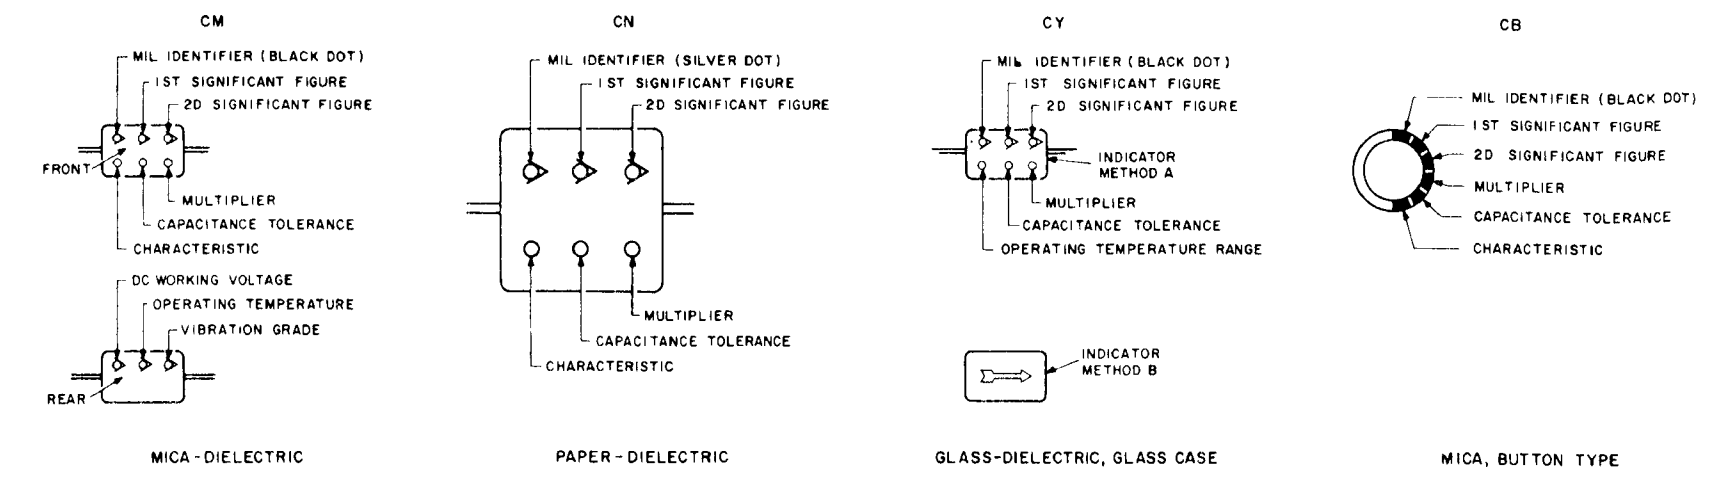 CM
MIL IDENTIFIER (BLACK DOT)
1ST SIGNIFICANT FIGURE
2D SIGNIFICANT FIGURE
FRONT
MULTIPLIER
CAPACITANCE TOLERANCE
CHARACTERISTIC
DC WORKING VOLTAGE
OPERATING TEMPERATURE
VIBRATION GRADE
REAR
MICA-DIELECTRIC
CN
MIL IDENTIFIER (SILVER DOT)
1ST SIGNIFICANT FIGURE
2D SIGNIFICANT FIGURE
MULTIPLIER
CAPACITANCE TOLERANCE
CHARACTERISTIC
PAPER-DIELECTRIC
CY
MIL IDENTIFIER (BLACK DOT)
1ST SIGNIFICANT FIGURE
2D SIGNIFICANT FIGURE
INDICATOR
METHOD A
MULTIPLIER
CAPACITANCE TOLERANCE
OPERATING TEMPERATURE RANGE
INDICATOR
METHOD B
GLASS-DIELECTRIC, GLASS CASE
CB
MIL IDENTIFIER (BLACK DOT)
1ST SIGNIFICANT FIGURE
2D SIGNIFICANT FIGURE
MULTIPLIER
CAPACITANCE TOLERANCE
CHARACTERISTIC
MICA, BUTTON TYPE